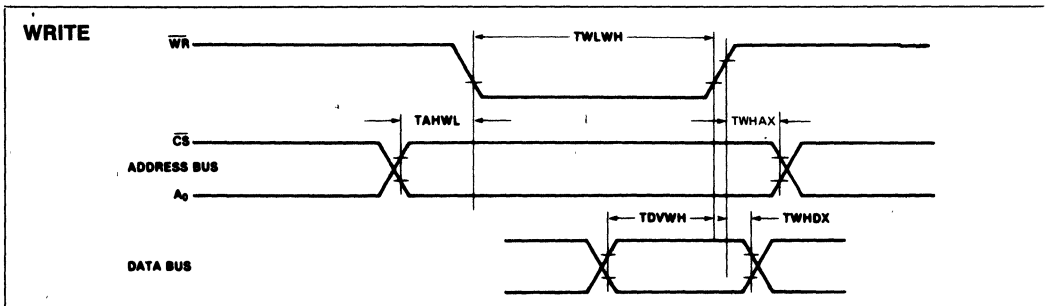 WRITE
WR
TWLWH
TAHWL
TWHAX
CS
ADDRESS BUS
A₀
TDVWH
TWHDX
DATA BUS